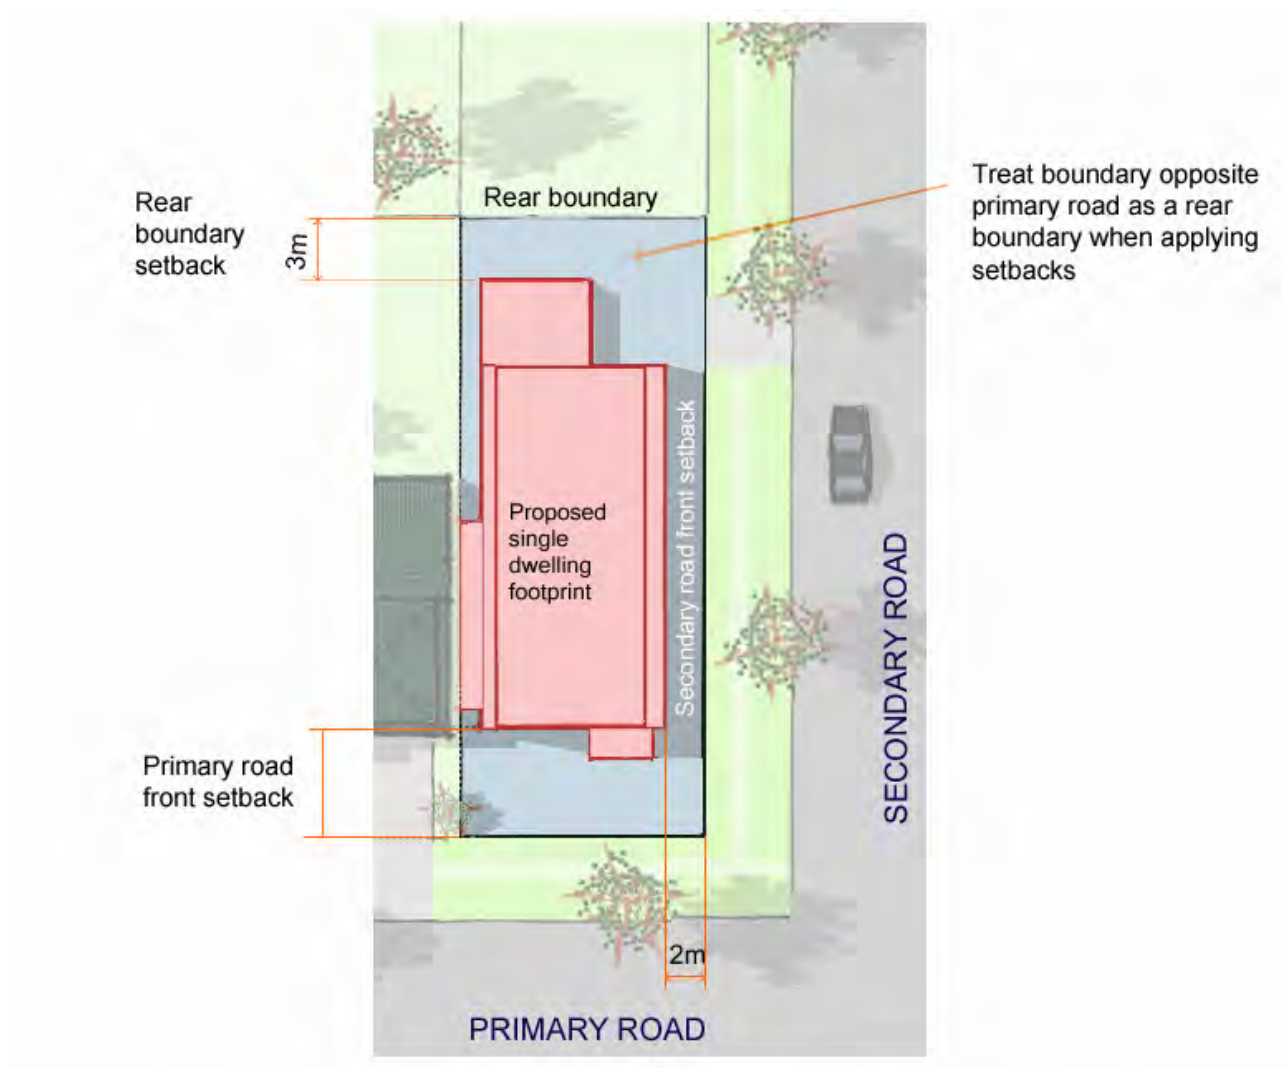 Rear boundary
Rear
boundary
setback
3m
Treat boundary opposite
primary road as a rear
boundary when applying
setbacks
Proposed
single
dwelling
footprint
Secondary road front setback
SECONDARY ROAD
Primary road
front setback
2m
PRIMARY ROAD